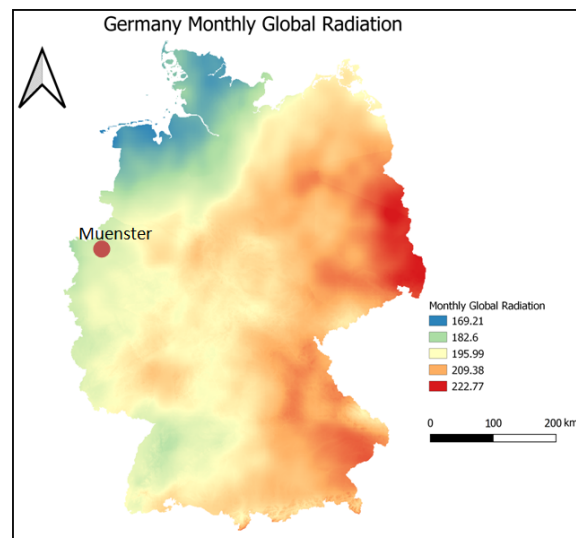 Germany Monthly Global Radiation
Muenster
Monthly Global Radiation
169.21
182.6
195.99
209.38
222.77
0 100 200 km